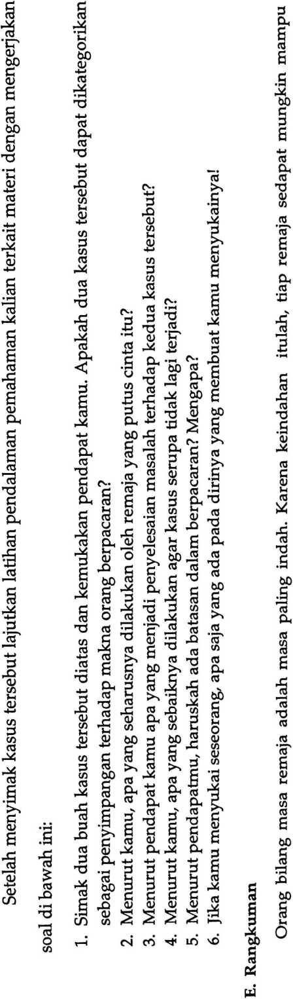 Setelah menyimak kasus tersebut lajutkan latihan pendalaman pemahaman kalian terkait materi dengan mengerjakan
soal di bawah ini:
1. Simak dua buah kasus tersebut diatas dan kemukakan pendapat kamu. Apakah dua kasus tersebut dapat dikategorikan
sebagai penyimpangan terhadap makna orang berpacaran?
2. Menurut kamu, apa yang seharusnya dilakukan oleh remaja yang putus cinta itu?
3. Menurut pendapat kamu apa yang menjadi penyelesaian masalah terhadap kedua kasus tersebut?
4. Menurut kamu, apa yang sebaiknya dilakukan agar kasus serupa tidak lagi terjadi?
5. Menurut pendapatmu, haruskah ada batasan dalam berpacaran? Mengapa?
6. Jika kamu menyukai seseorang, apa saja yang ada pada dirinya yang membuat kamu menyukainya!
E. Rangkuman
Orang bilang masa remaja adalah masa paling indah. Karena keindahan itulah, tiap remaja sedapat mungkin mampu